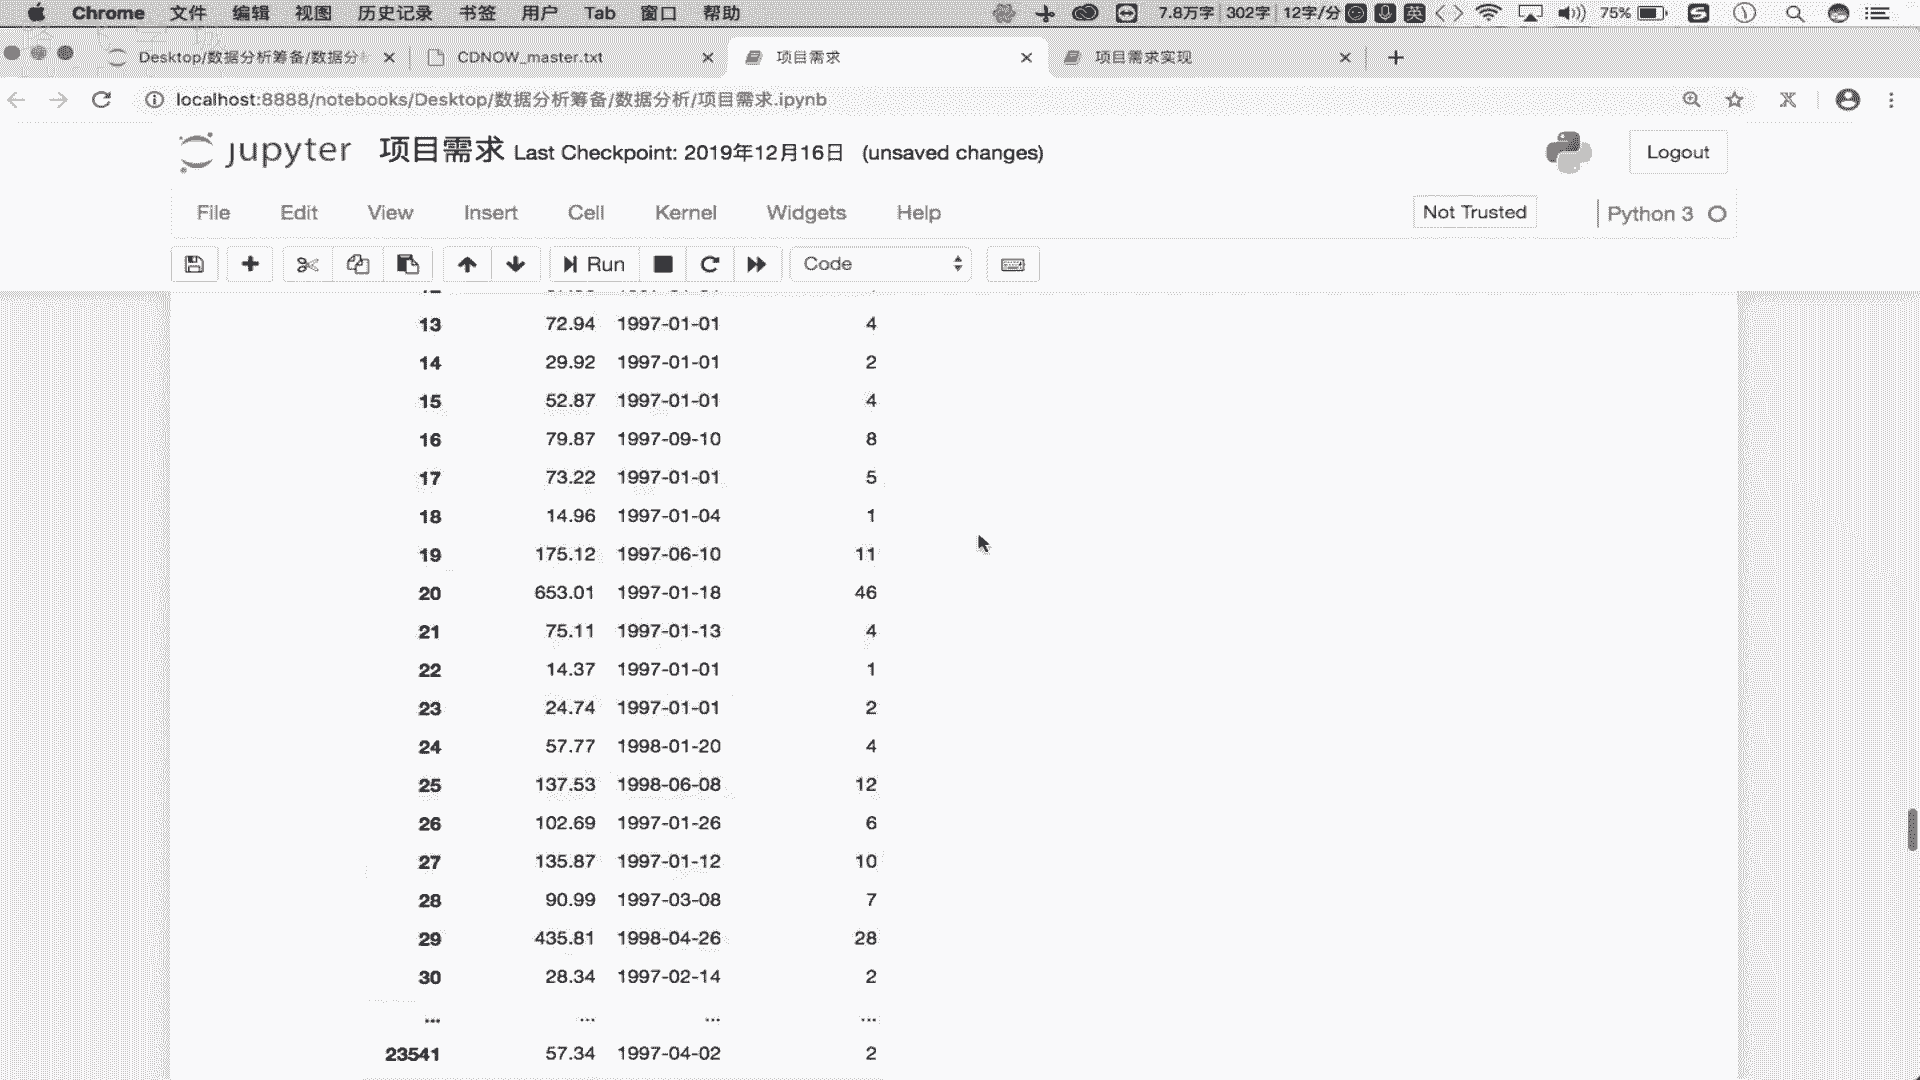 Chrome 文件 编辑 视图 历史记录 书签 用户 Tab 窗口 帮助 7.8万字 302字 12字/分 英 75%
Desktop/数据分析筹备/数据分 CDNOW_master.txt 项目需求 项目需求实现
localhost:8888/notebooks/Desktop/数据分析筹备/数据分析/项目需求.ipynb
jupyter 项目需求 Last Checkpoint: 2019年12月16日 (unsaved changes) Logout
File Edit View Insert Cell Kernel Widgets Help Not Trusted Python 3
Run Code
13 72.94 1997-01-01 4
14 29.92 1997-01-01 2
15 52.87 1997-01-01 4
16 79.87 1997-09-10 8
17 73.22 1997-01-01 5
18 14.96 1997-01-04 1
19 175.12 1997-06-10 11
20 653.01 1997-01-18 46
21 75.11 1997-01-13 4
22 14.37 1997-01-01 1
23 24.74 1997-01-01 2
24 57.77 1998-01-20 4
25 137.53 1998-06-08 12
26 102.69 1997-01-26 6
27 135.87 1997-01-12 10
28 90.99 1997-03-08 7
29 435.81 1998-04-26 28
30 28.34 1997-02-14 2
... ... ... ...
23541 57.34 1997-04-02 2